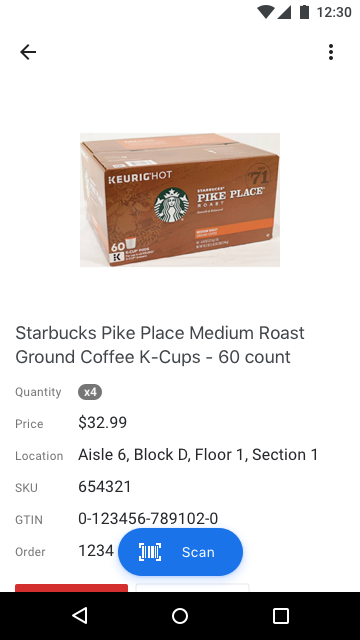 12:30
KEURIG HOT
STARBUCKS
PIKE PLACE
ROAST
'71
60
K-CUP PODS
K
Starbucks Pike Place Medium Roast
Ground Coffee K-Cups - 60 count
Quantity x4
Price $32.99
Location Aisle 6, Block D, Floor 1, Section 1
SKU 654321
GTIN 0-123456-789102-0
Order 1234
Scan